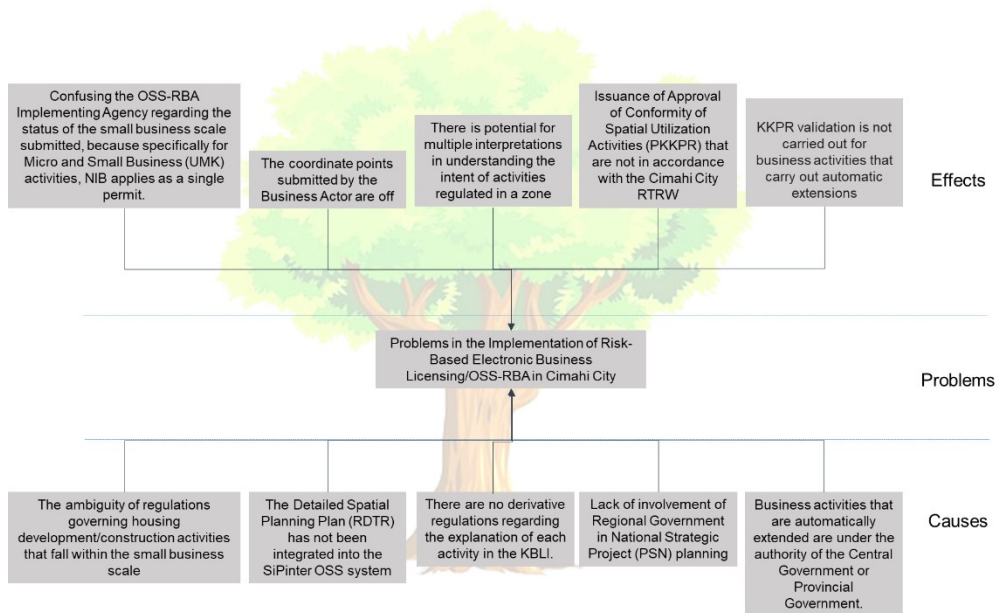 Confusing the OSS-RBA
Implementing Agency regarding the
status of the small business scale
submitted, because specifically for
Micro and Small Business (UMK)
activities, NIB applies as a single
permit.
The coordinate points
submitted by the
Business Actor are off
There is potential for
multiple interpretations
in understanding the
intent of activities
regulated in a zone
Issuance of Approval
of Conformity of
Spatial Utilization
Activities (PKKPR) that
are not in accordance
with the Cimahi City
RTRW
KKPR validation is not
carried out for
business activities that
carry out automatic
extensions
Effects
Problems in the Implementation of Risk-
Based Electronic Business
Licensing/OSS-RBA in Cimahi City
Problems
The ambiguity of regulations
governing housing
development/construction activities
that fall within the small business
scale
The Detailed Spatial
Planning Plan (RDTR)
has not been
integrated into the
SiPinter OSS system
There are no derivative
regulations regarding
the explanation of each
activity in the KBLI.
Lack of involvement of
Regional Government
in National Strategic
Project (PSN) planning
Business activities that
are automatically
extended are under the
authority of the Central
Government or
Provincial
Government.
Causes